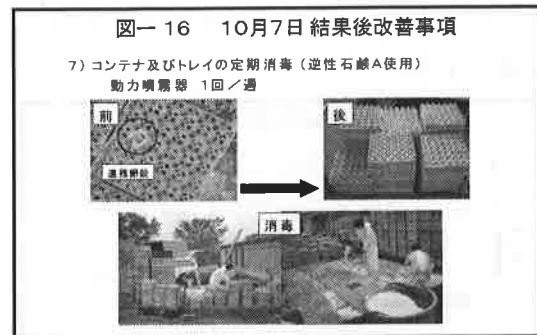 図ー16 10月7日結果後改善事項
7) コンテナ及びトレイの定期消毒 (逆性石鹸A使用)
動力噴霧器 1回／週
前
後
消毒